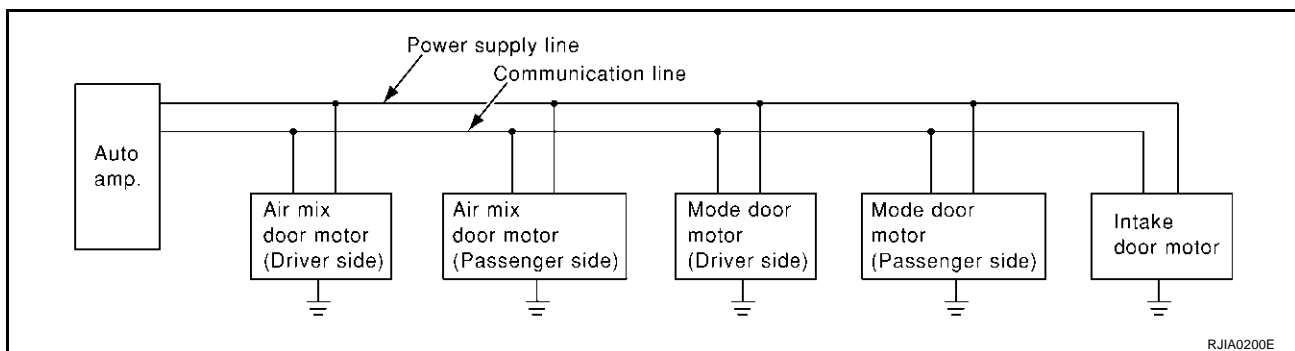 Power supply line
Communication line
Auto
amp.
Air mix
door motor
(Driver side)
Air mix
door motor
(Passenger side)
Mode door
motor
(Driver side)
Mode door
motor
(Passenger side)
Intake
door motor
RJIA0200E